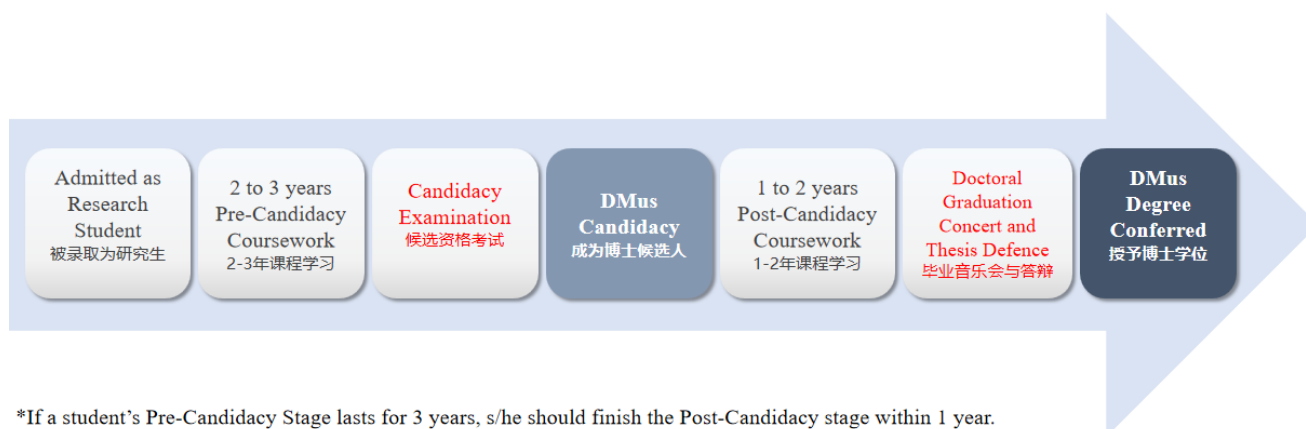 Admitted as
Research
Student
被录取为研究生
2 to 3 years
Pre-Candidacy
Coursework
2-3年课程学习
Candidacy
Examination
候选资格考试
DMus
Candidacy
成为博士候选人
1 to 2 years
Post-Candidacy
Coursework
1-2年课程学习
Doctoral
Graduation
Concert and
Thesis Defence
毕业音乐会与答辩
DMus
Degree
Conferred
授予博士学位
*If a student’s Pre-Candidacy Stage lasts for 3 years, s/he should finish the Post-Candidacy stage within 1 year.